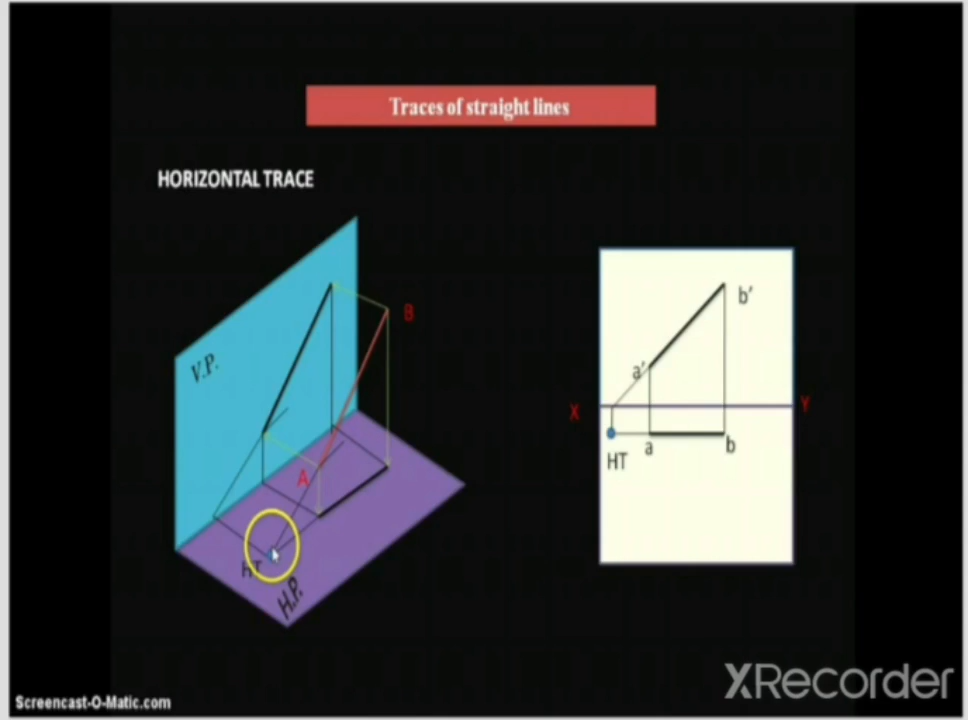 Traces of straight lines
HORIZONTAL TRACE
V.P.
B
A
HT
H.P.
b'
a'
X
Y
a
b
HT
Screencast-O-Matic.com
XRecorder